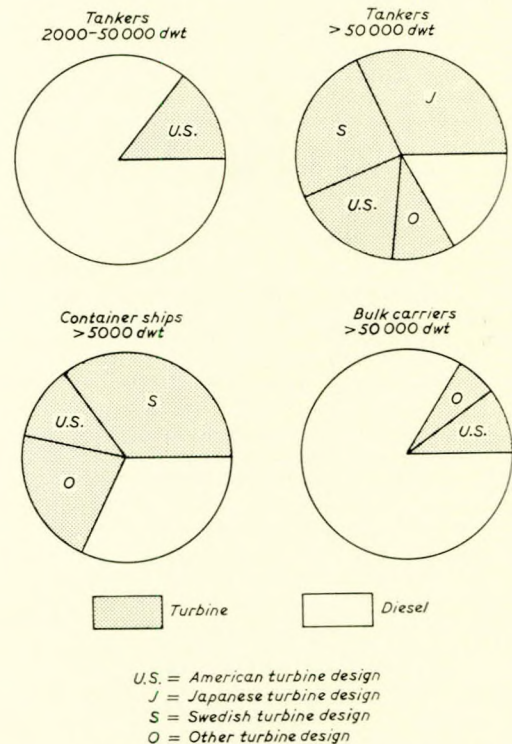 Tankers
2000-50 000 dwt
U.S.
Tankers
> 50 000 dwt
J
S
U.S.
O
Container ships
> 5000 dwt
S
U.S.
O
Bulk carriers
> 50 000 dwt
O
U.S.
Turbine
Diesel
U.S. = American turbine design
J = Japanese turbine design
S = Swedish turbine design
O = Other turbine design